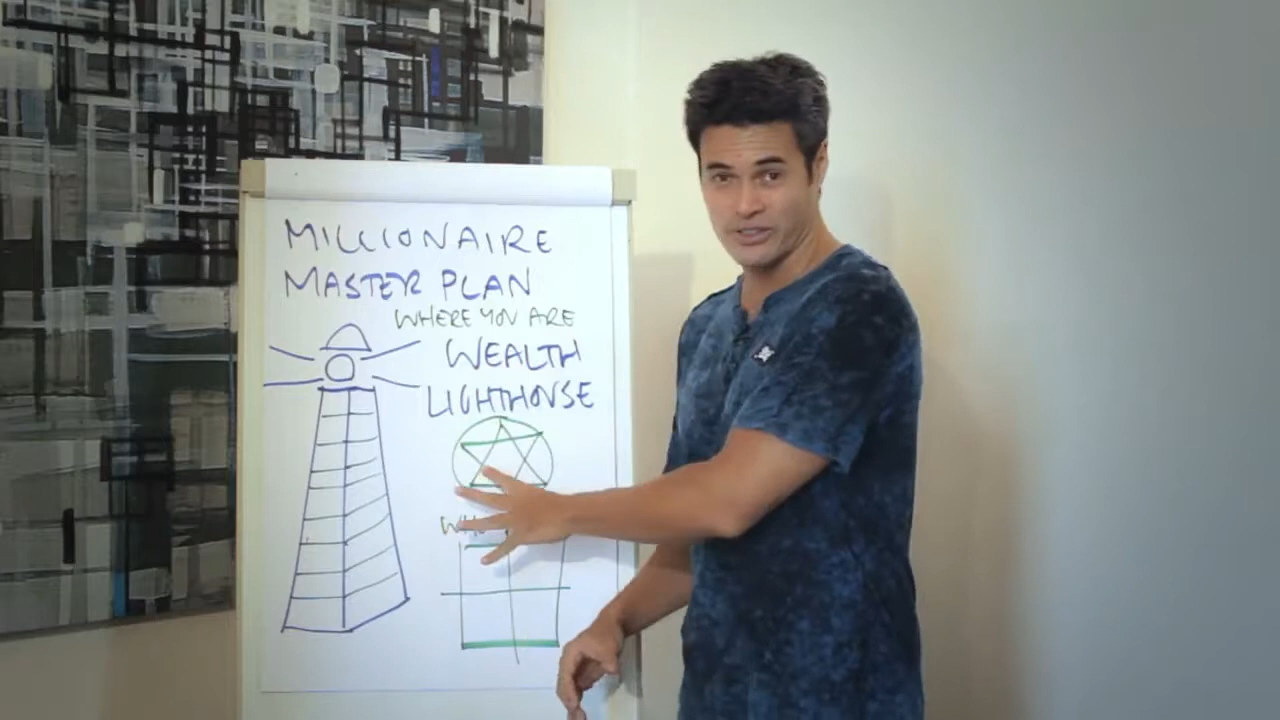 MILLIONAIRE
MASTER PLAN
WHERE YOU ARE
WEALTH
LIGHTHOUSE